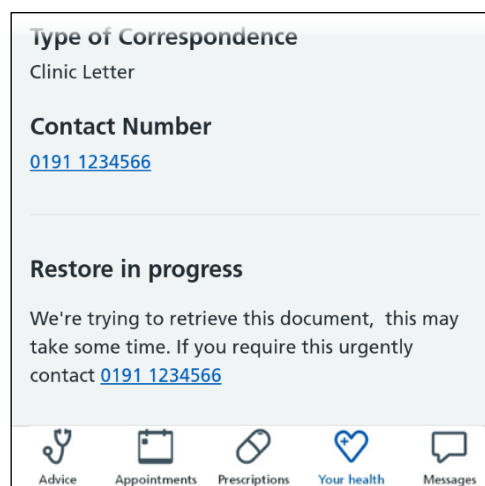 Type of Correspondence
Clinic Letter
Contact Number
0191 1234566
Restore in progress
We're trying to retrieve this document,  this may
take some time. If you require this urgently
contact 0191 1234566
Advice Appointments Prescriptions Your health Messages